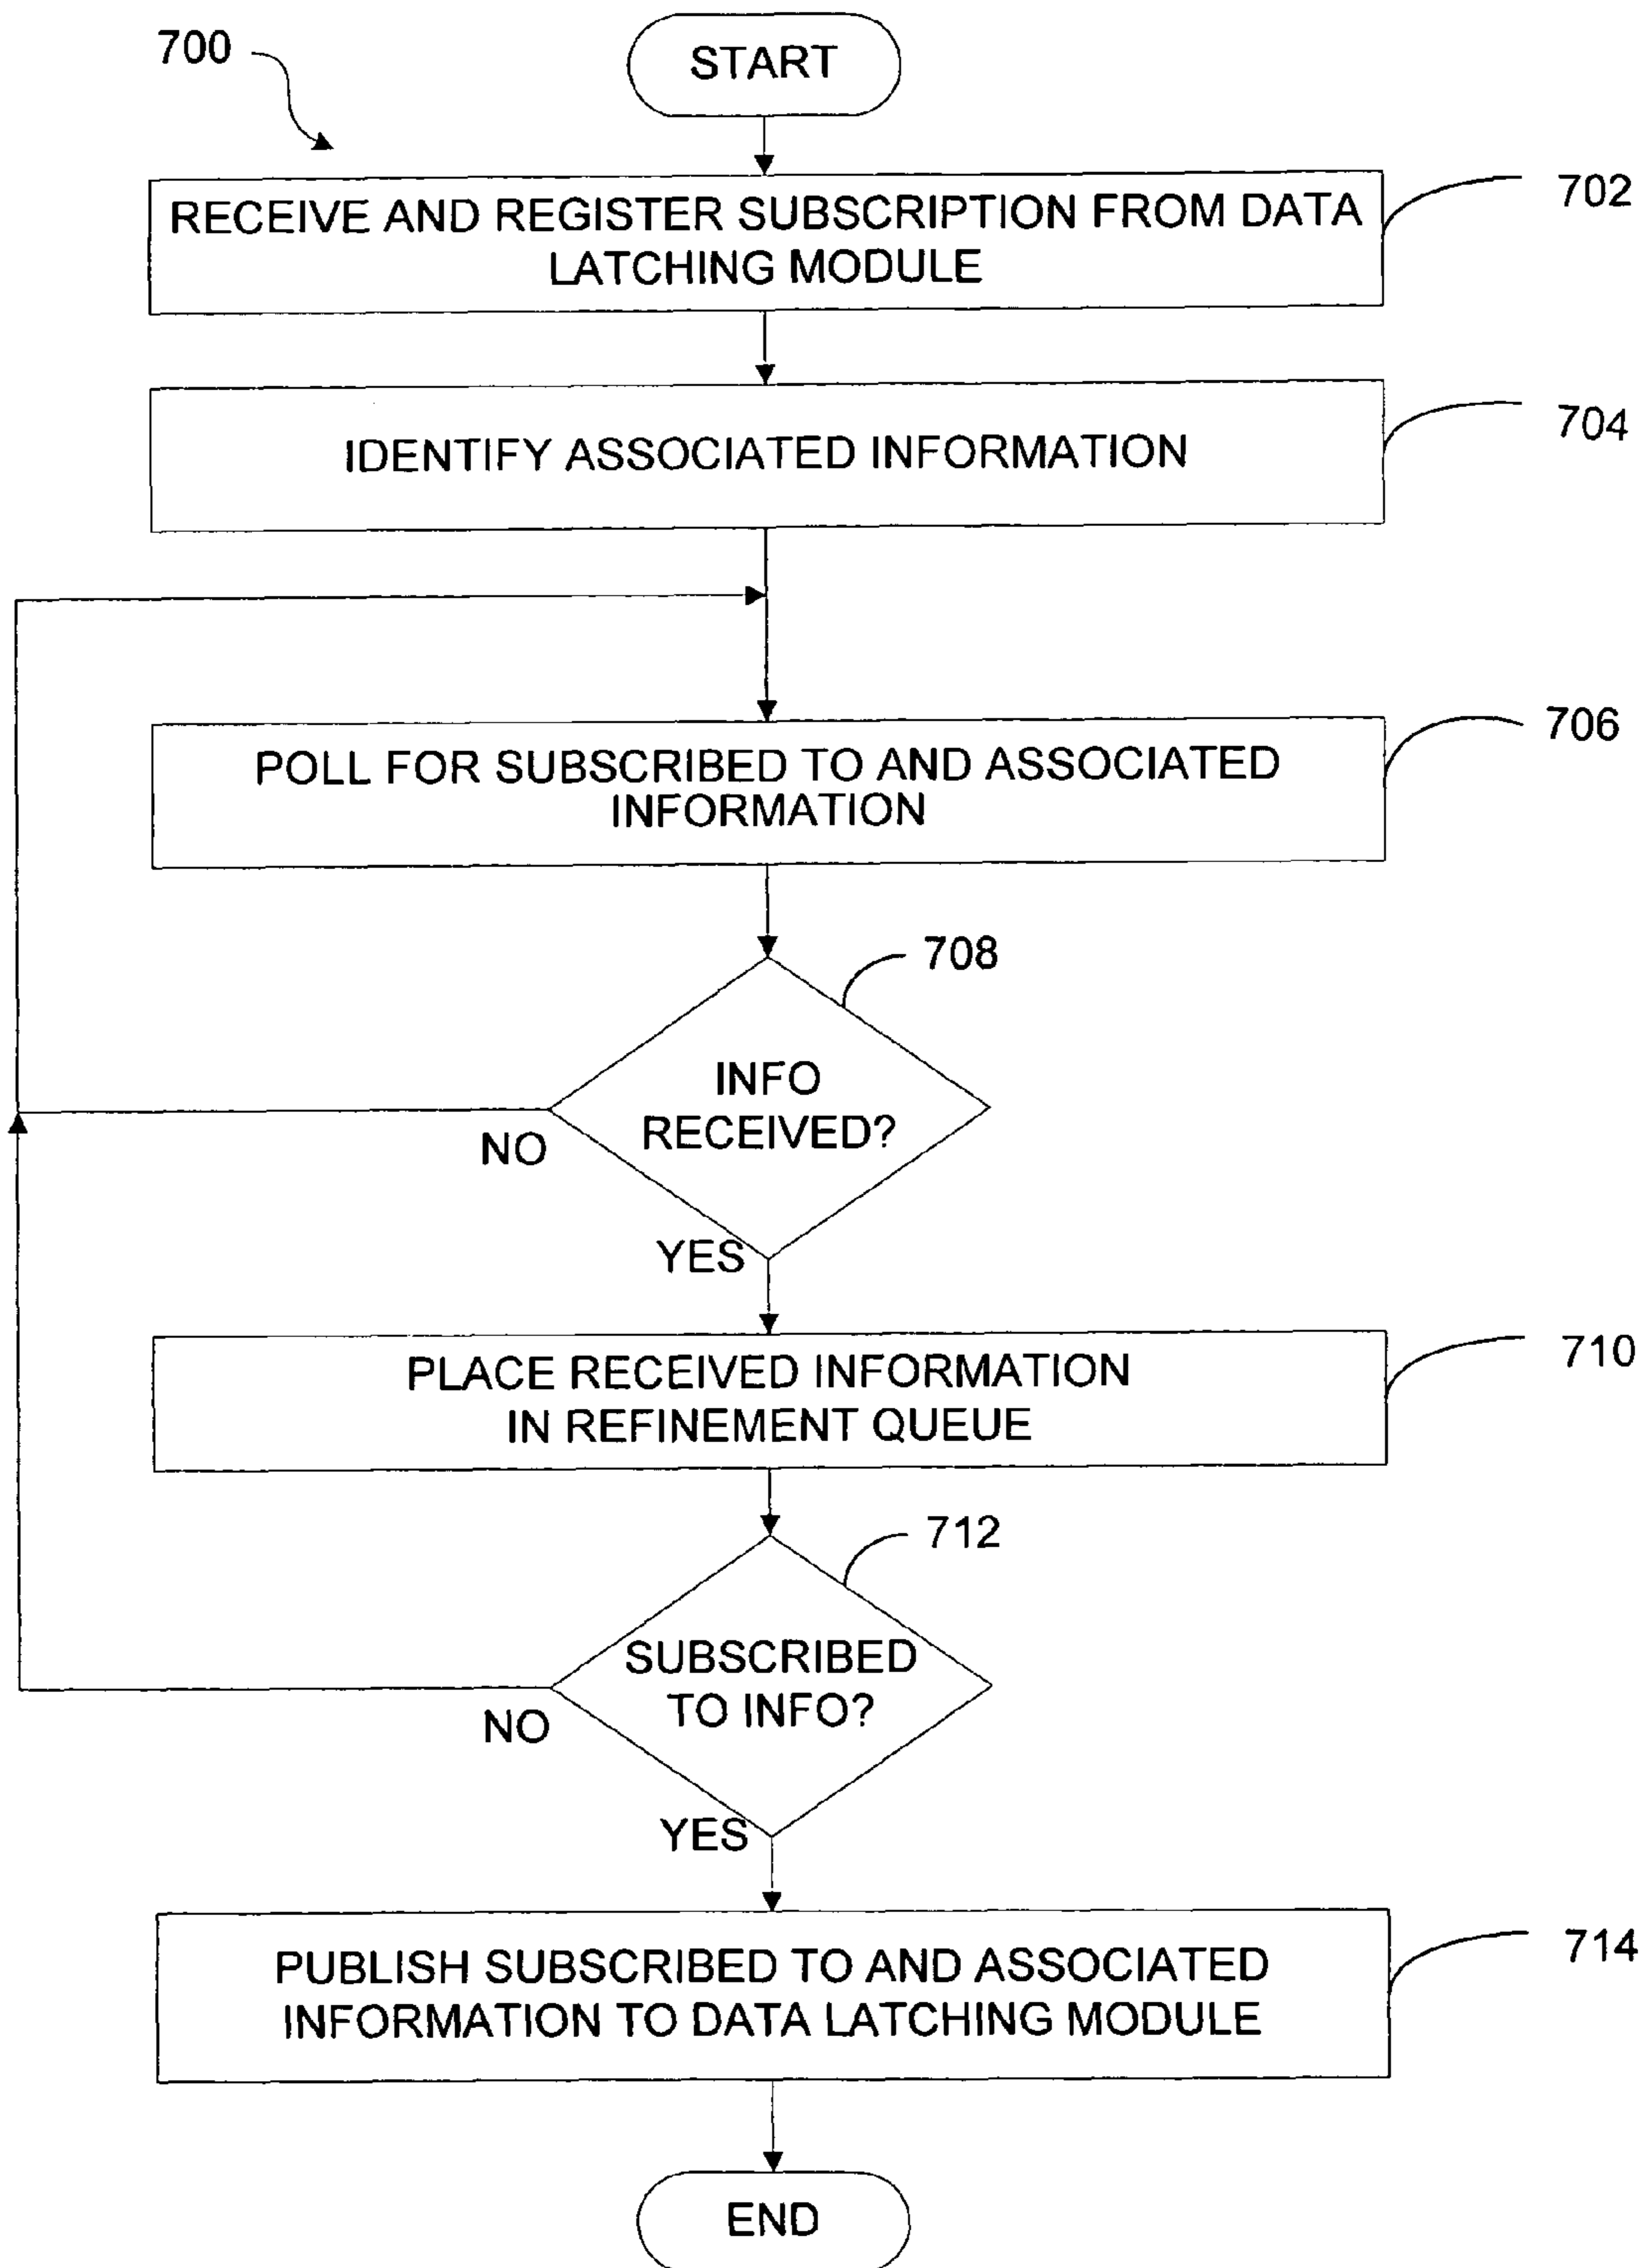 700
START
RECEIVE AND REGISTER SUBSCRIPTION FROM DATA
LATCHING MODULE
702
IDENTIFY ASSOCIATED INFORMATION
704
POLL FOR SUBSCRIBED TO AND ASSOCIATED
INFORMATION
706
708
INFO
RECEIVED?
NO
YES
PLACE RECEIVED INFORMATION
IN REFINEMENT QUEUE
710
712
SUBSCRIBED
TO INFO?
NO
YES
PUBLISH SUBSCRIBED TO AND ASSOCIATED
INFORMATION TO DATA LATCHING MODULE
714
END